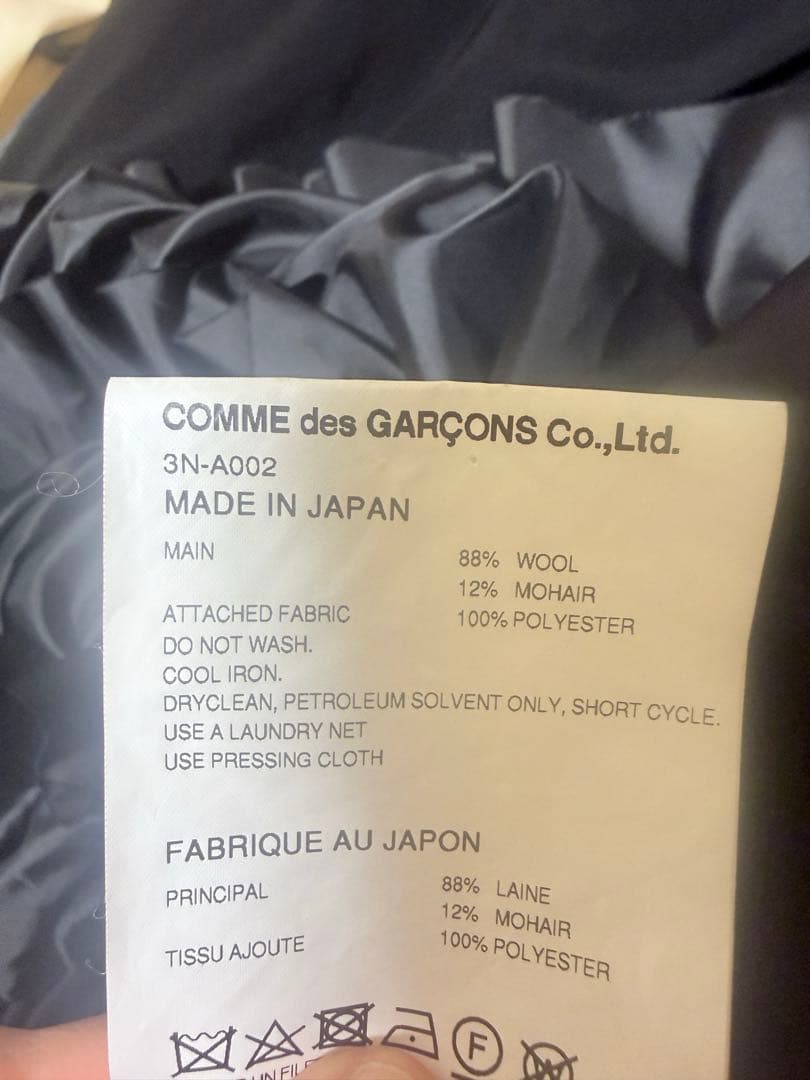 COMME des GARÇONS Co.,Ltd.
3N-A002
MADE IN JAPAN
MAIN 88% WOOL
12% MOHAIR
ATTACHED FABRIC 100% POLYESTER
DO NOT WASH.
COOL IRON.
DRYCLEAN, PETROLEUM SOLVENT ONLY, SHORT CYCLE.
USE A LAUNDRY NET
USE PRESSING CLOTH
FABRIQUE AU JAPON
PRINCIPAL 88% LAINE
12% MOHAIR
TISSU AJOUTE 100% POLYESTER
F W
UN